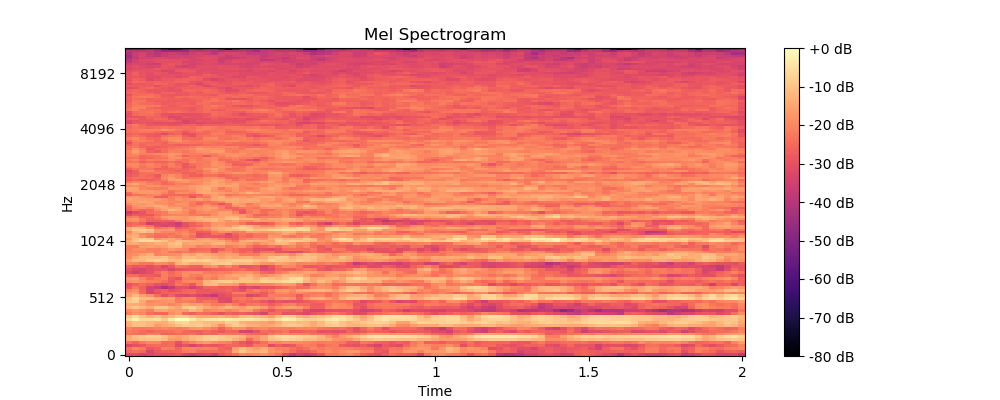 Mel Spectrogram
Hz
8192
4096
2048
1024
512
0
0
0.5
1
1.5
2
Time
+0 dB
-10 dB
-20 dB
-30 dB
-40 dB
-50 dB
-60 dB
-70 dB
-80 dB